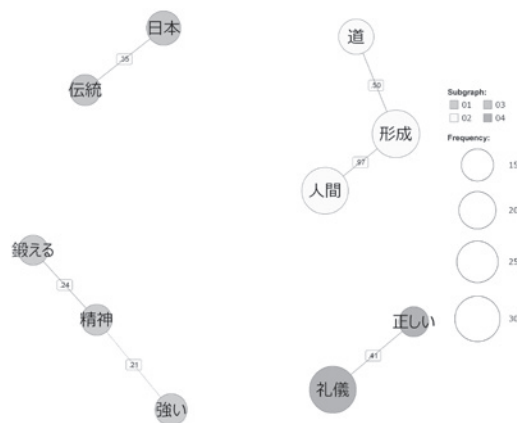 日本
.35
伝統
道
.50
形成
.97
人間
Subgraph:
01 03
02 04
Frequency:
15
20
25
30
鍛える
.24
精神
.21
強い
正しい
.41
礼儀